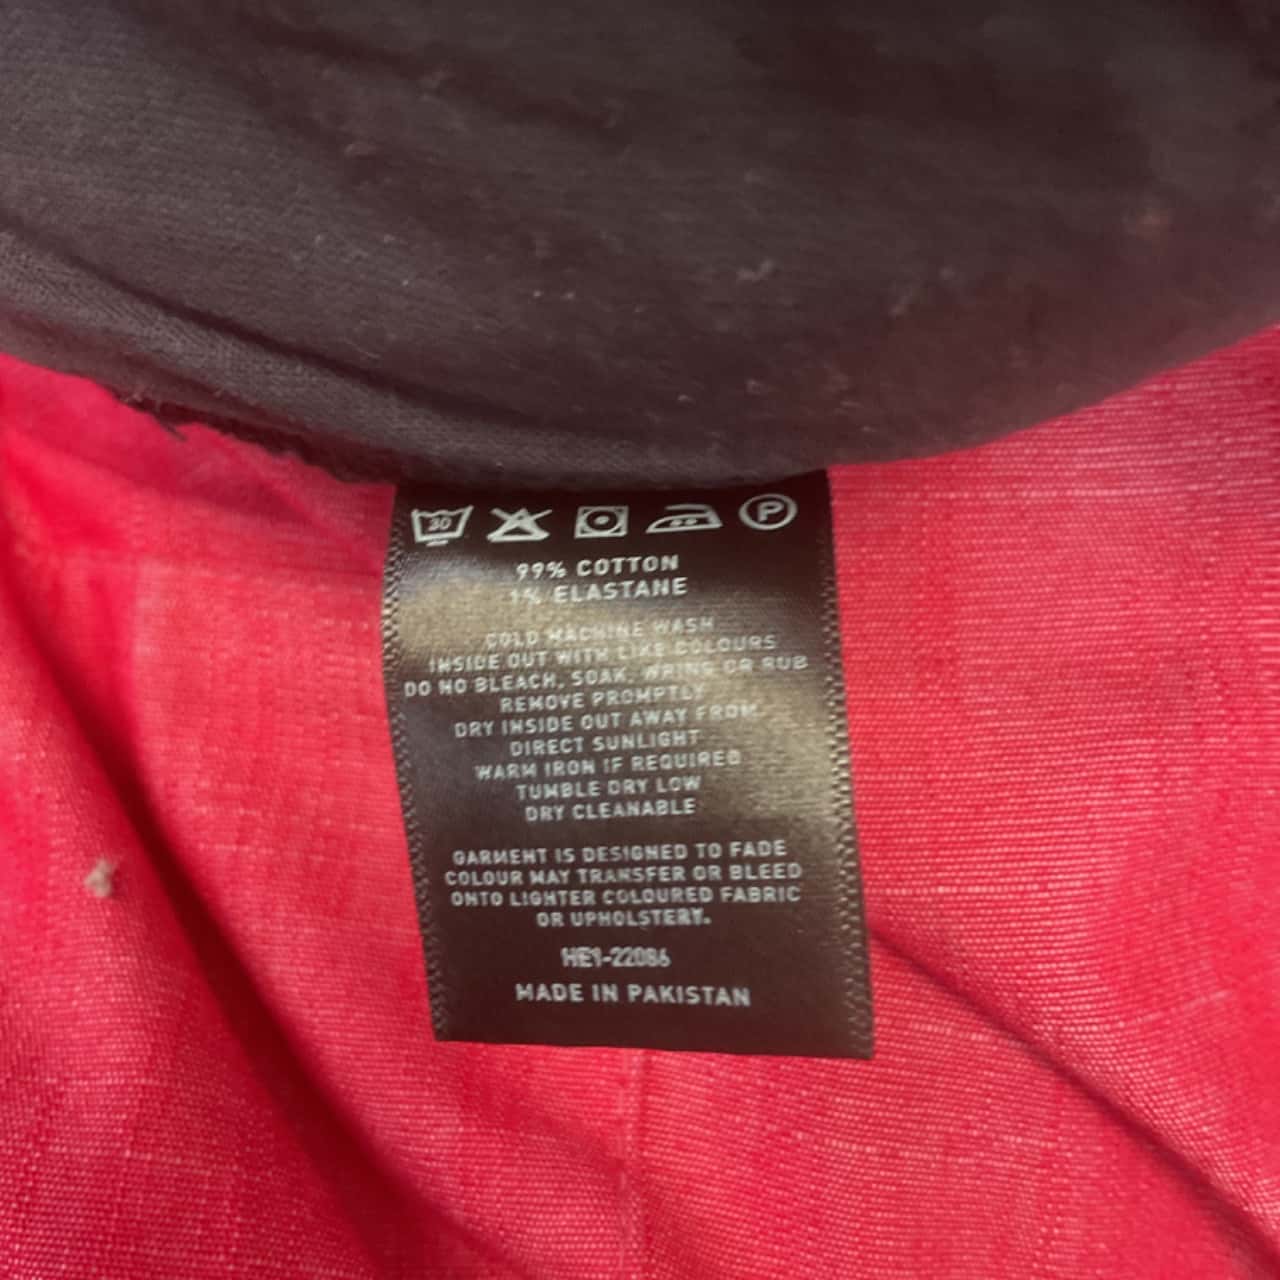 30 P
99% COTTON
1% ELASTANE
COLD MACHINE WASH
INSIDE OUT WITH LIKE COLOURS
DO NO BLEACH, SOAK, WRING OR RUB
REMOVE PROMPTLY
DRY INSIDE OUT AWAY FROM
DIRECT SUNLIGHT
WARM IRON IF REQUIRED
TUMBLE DRY LOW
DRY CLEANABLE
GARMENT IS DESIGNED TO FADE
COLOUR MAY TRANSFER OR BLEED
ONTO LIGHTER COLOURED FABRIC
OR UPHOLSTERY.
HE1-22086
MADE IN PAKISTAN